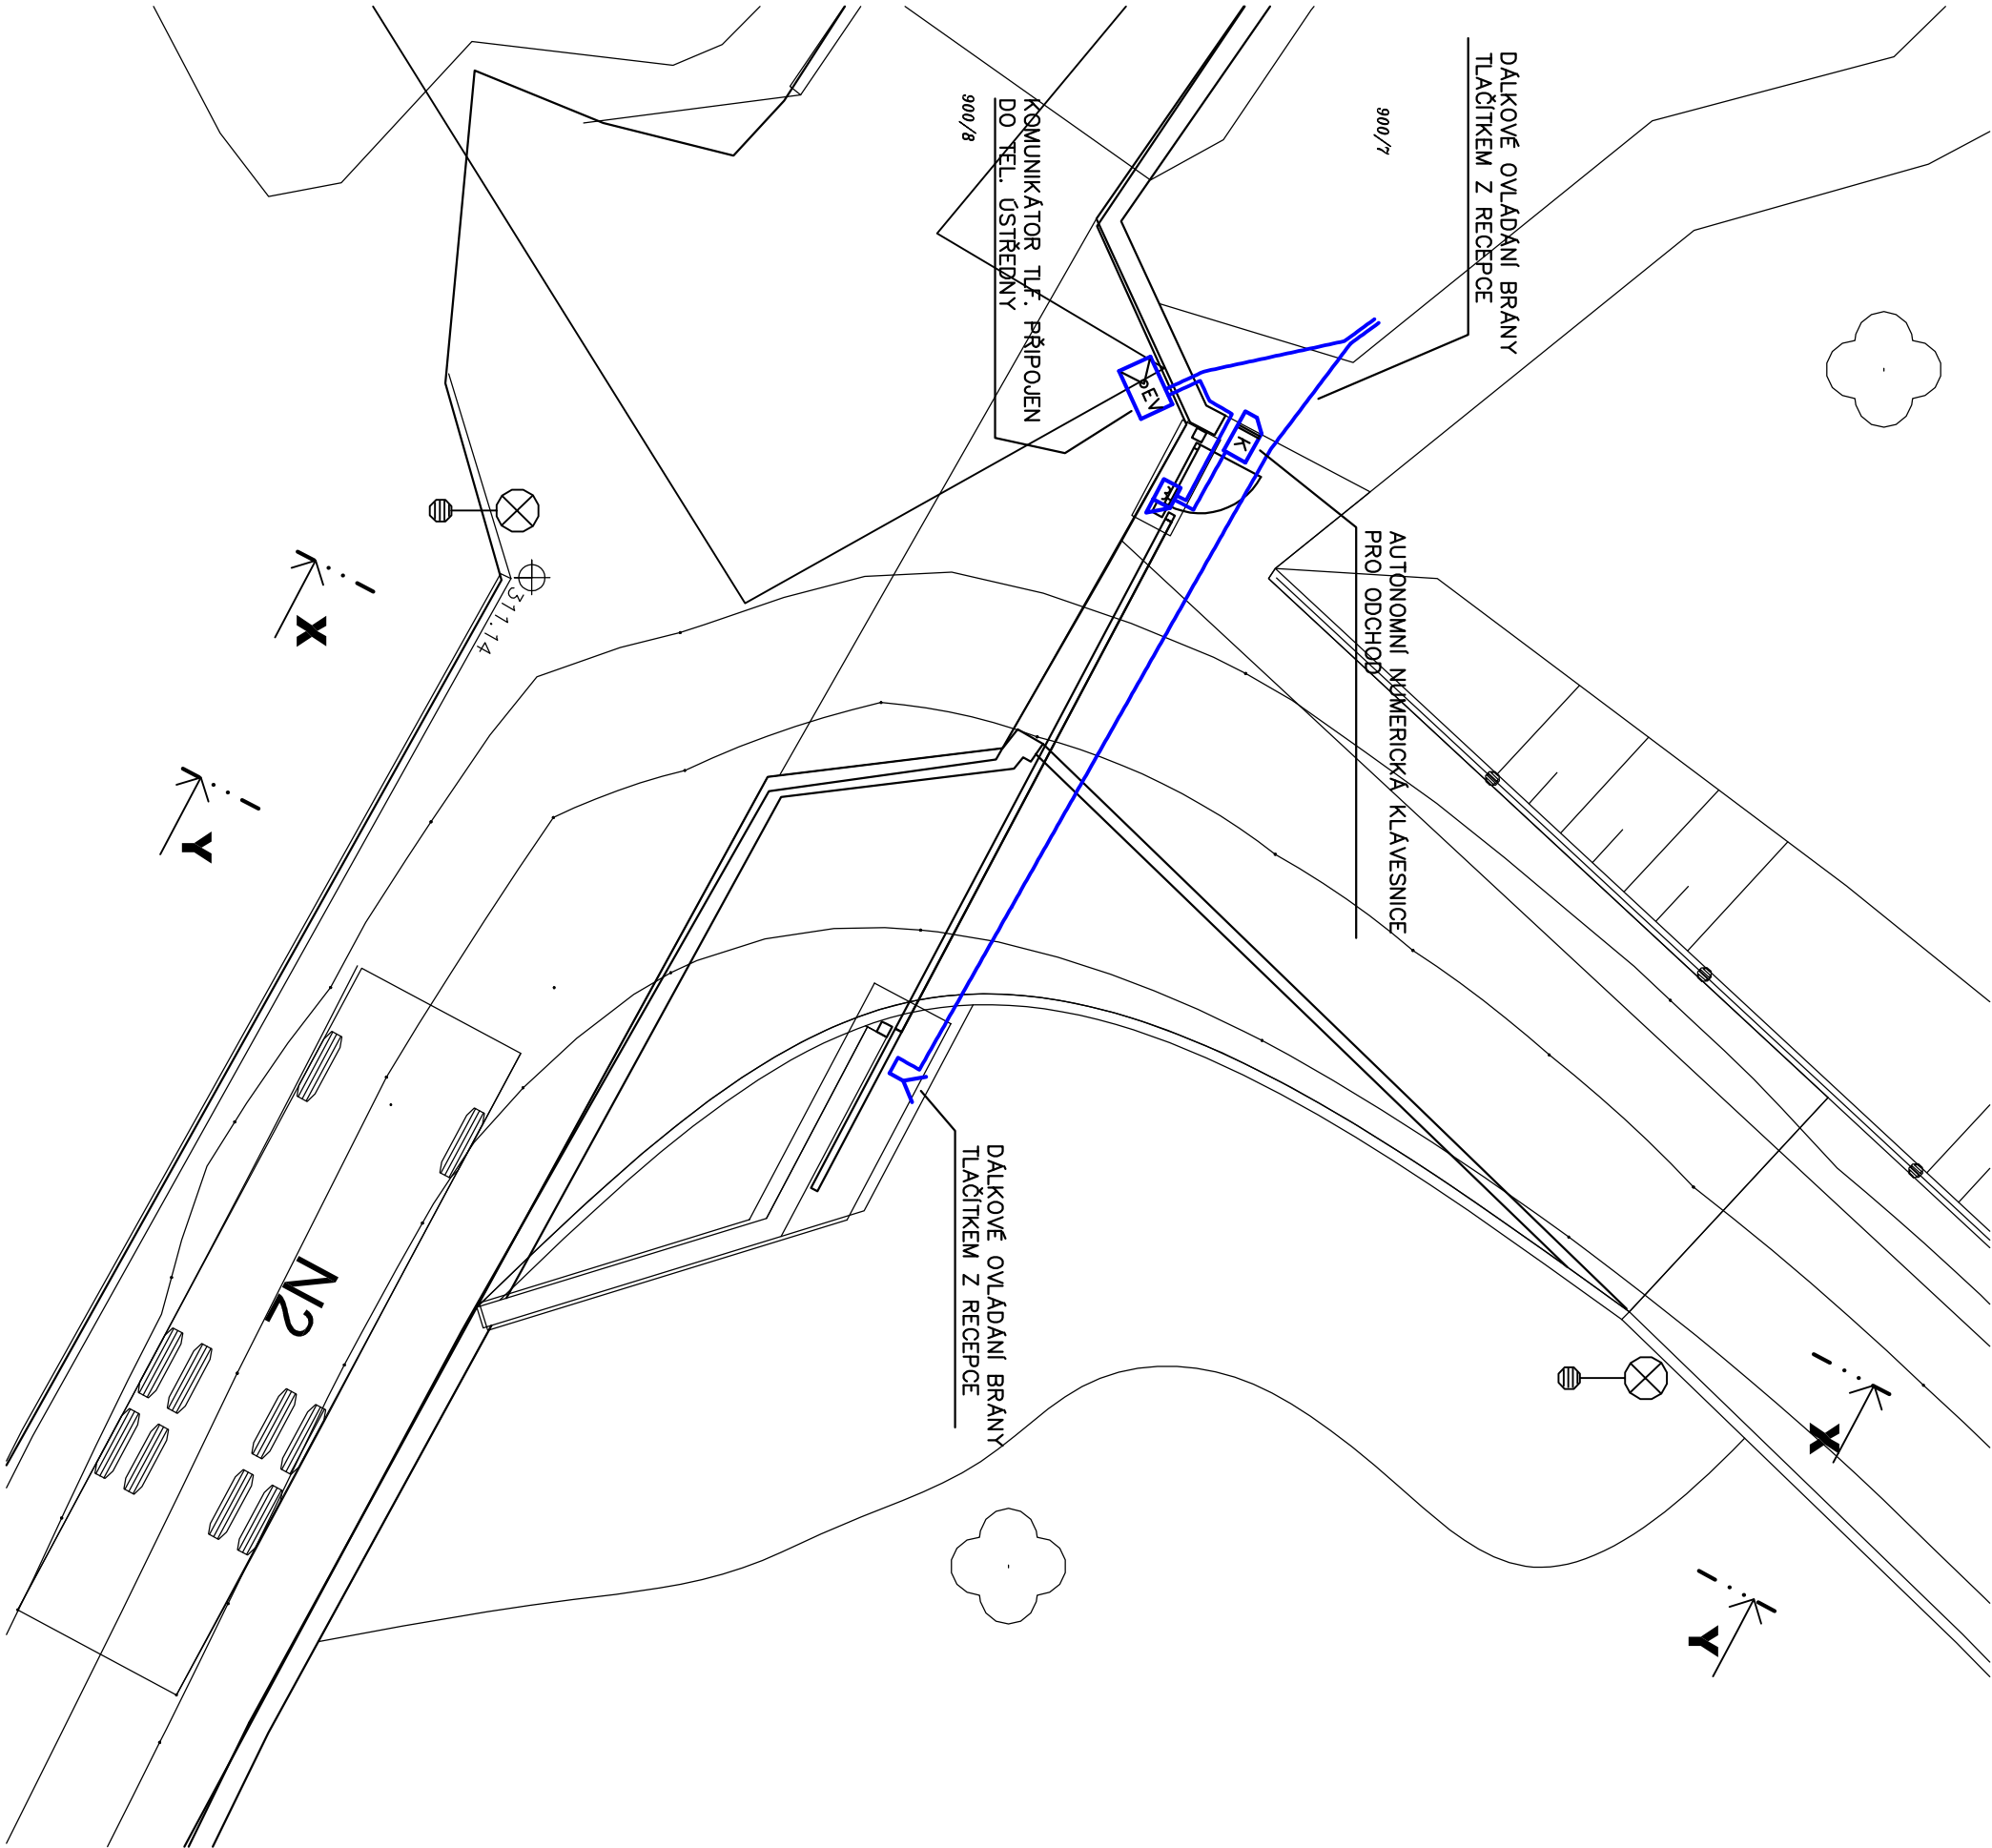 DÁLKOVÉ OVLÁDÁNÍ BRÁNY
TLAČÍTKEM Z RECEPCE
900/7
KOMUNIKÁTOR TLF. PŘIPOJEN
DO TEL. ÚSTŘEDNY
900/8
EV
K
AUTONOMNÍ NUMERICKÁ KLÁVESNICE
PRO ODCHOD
311.14
X
Y
DÁLKOVÉ OVLÁDÁNÍ BRÁNY
TLAČÍTKEM Z RECEPCE
N2
X
Y